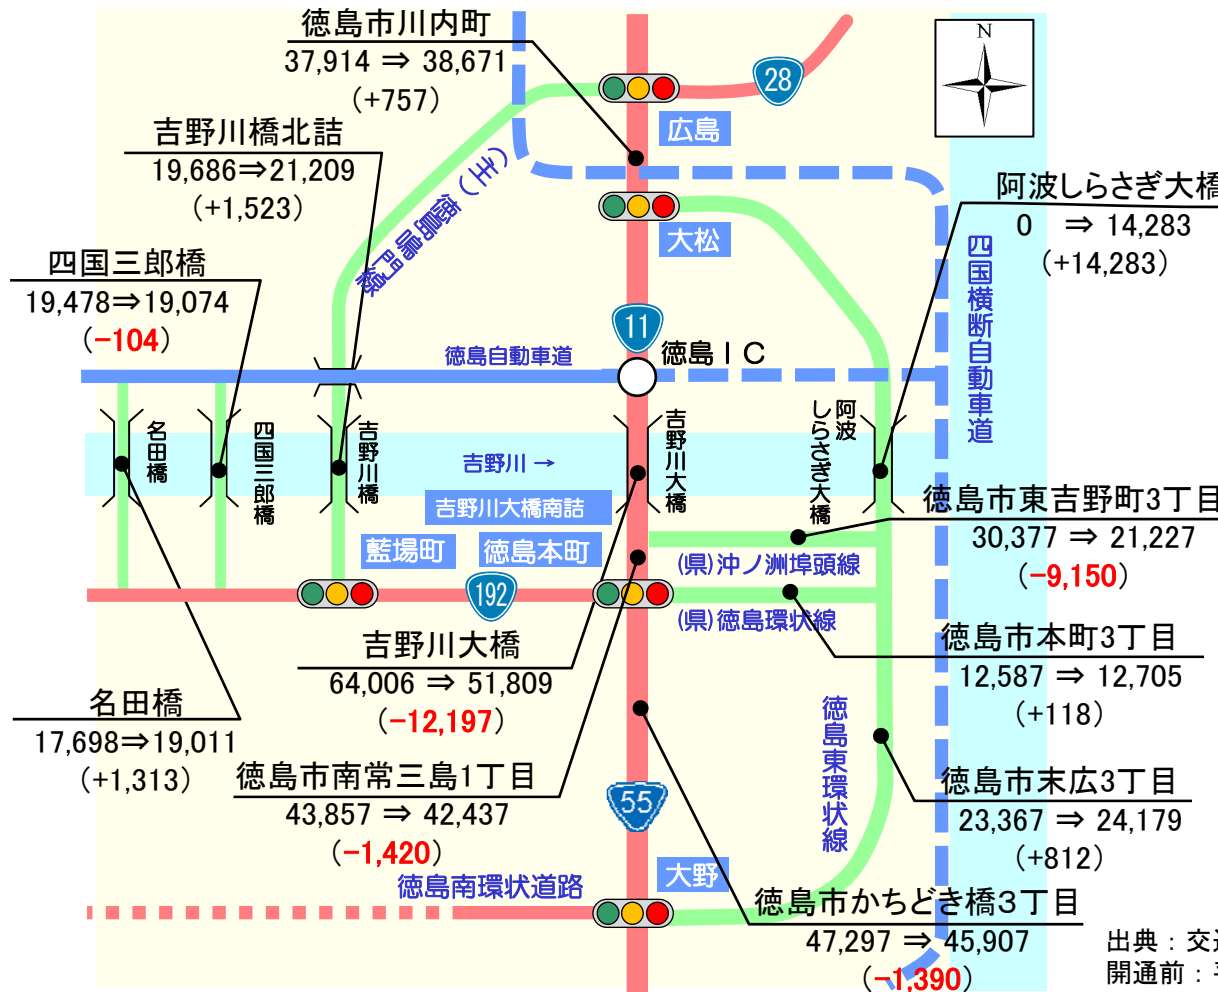 徳島市川内町
37,914 ⇒ 38,671
(+757)
N
28
広島
吉野川橋北詰
19,686⇒21,209
(+1,523)
(主)徳島鳴門線
大松
阿波しらさぎ大橋
0 ⇒ 14,283
(+14,283)
四国三郎橋
19,478⇒19,074
(-104)
四国横断自動車道
11
徳島自動車道
徳島IC
名田橋
四国三郎橋
吉野川橋
吉野川 →
吉野川大橋
阿波
しらさぎ大橋
吉野川大橋南詰
徳島市東吉野町3丁目
30,377 ⇒ 21,227
(-9,150)
藍場町
徳島本町
(県)沖ノ洲埠頭線
192
(県)徳島環状線
吉野川大橋
64,006 ⇒ 51,809
(-12,197)
徳島市本町3丁目
12,587 ⇒ 12,705
(+118)
名田橋
17,698⇒19,011
(+1,313)
徳島東環状線
徳島市南常三島1丁目
43,857 ⇒ 42,437
(-1,420)
55
徳島市末広3丁目
23,367 ⇒ 24,179
(+812)
大野
徳島南環状道路
徳島市かちどき橋3丁目
47,297 ⇒ 45,907
(-1,390)
出典:交
開通前: